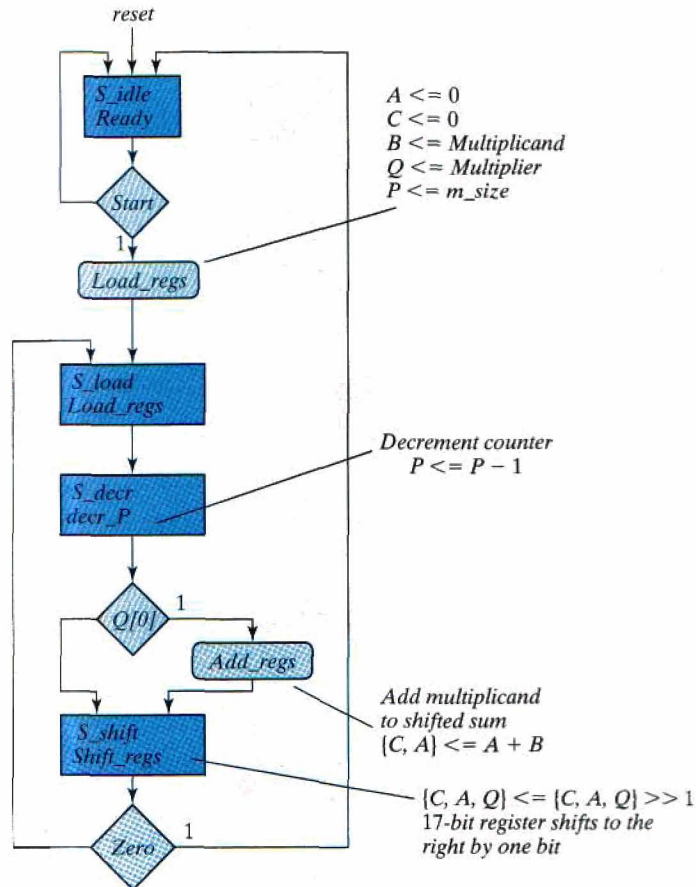 reset
S_idle
Ready
Start
1
Load_regs
A <= 0
C <= 0
B <= Multiplicand
Q <= Multiplier
P <= m_size
S_load
Load_regs
S_decr
decr_P
Decrement counter
P <= P − 1
Q[0]
1
Add_regs
Add multiplicand
to shifted sum
{C, A} <= A + B
S_shift
Shift_regs
{C, A, Q} <= {C, A, Q} >> 1
17-bit register shifts to the
right by one bit
Zero
1